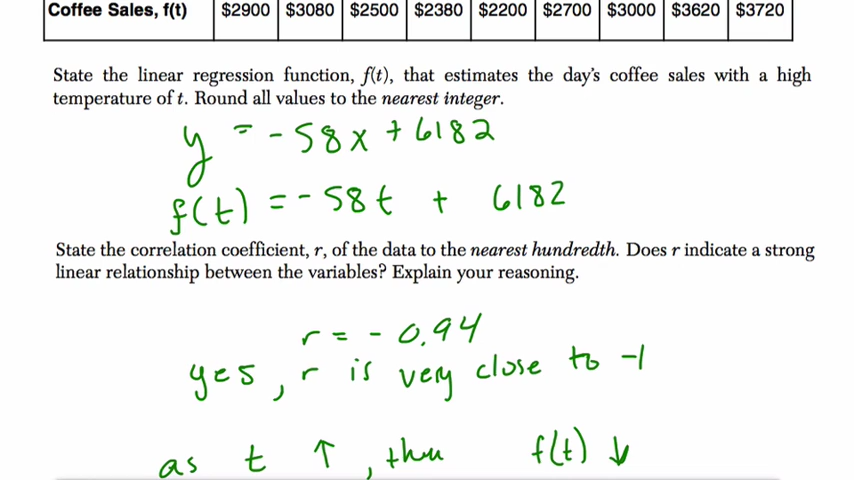 Coffee Sales, f(t) $2900 $3080 $2500 $2380 $2200 $2700 $3000 $3620 $3720
State the linear regression function, f(t), that estimates the day's coffee sales with a high
temperature of t. Round all values to the nearest integer.
y = -58x + 6182
f(t) = -58t + 6182
State the correlation coefficient, r, of the data to the nearest hundredth. Does r indicate a strong
linear relationship between the variables? Explain your reasoning.
r = -0.94
yes, r is very close to -1
as t ↑, then f(t) ↓